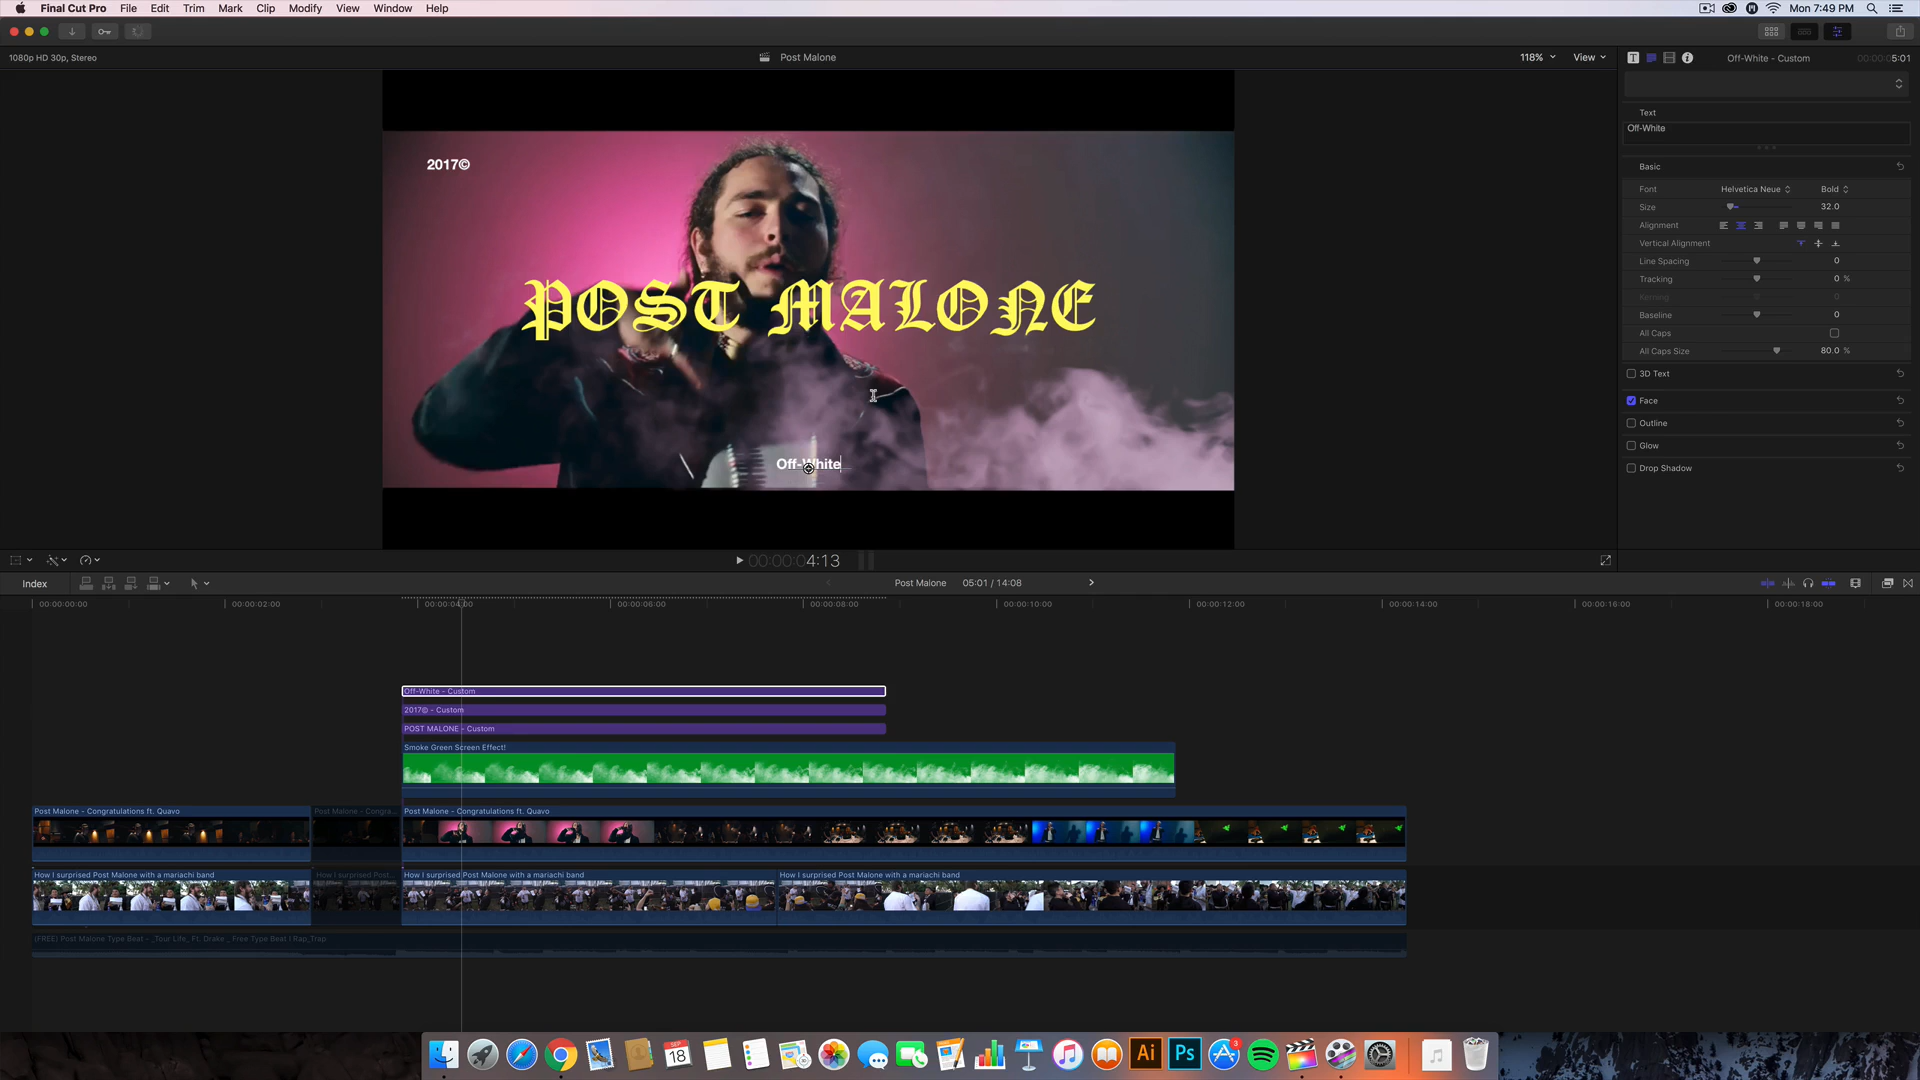 Final Cut Pro File Edit Trim Mark Clip Modify View Window Help
Mon 7:49 PM
1080p HD 30p, Stereo
Post Malone
118%
View
Off-White - Custom
00:00:05:01
2017©
POST MALONE
Off-White
Text
Off-White
Basic
Font Helvetica Neue Bold
Size 32.0
Alignment
Vertical Alignment
Line Spacing 0
Tracking 0 %
Kerning 0
Baseline 0
All Caps
All Caps Size 80.0 %
3D Text
Face
Outline
Glow
Drop Shadow
00:00:04:13
Index
Post Malone 05:01 / 14:08
00:00:00:00 00:00:02:00 00:00:04:00 00:00:06:00 00:00:08:00 00:00:10:00 00:00:12:00 00:00:14:00 00:00:16:00 00:00:18:00
Off-White - Custom
2017© - Custom
POST MALONE - Custom
Smoke Green Screen Effect!
Post Malone - Congratulations ft. Quavo
Post Malone - Congra...
Post Malone - Congratulations ft. Quavo
How I surprised Post Malone with a mariachi band
How I surprised Post...
How I surprised Post Malone with a mariachi band
How I surprised Post Malone with a mariachi band
(FREE) Post Malone Type Beat - _Tour Life_ Ft. Drake _ Free Type Beat I Rap_Trap
SEP
18
Ai
Ps
3